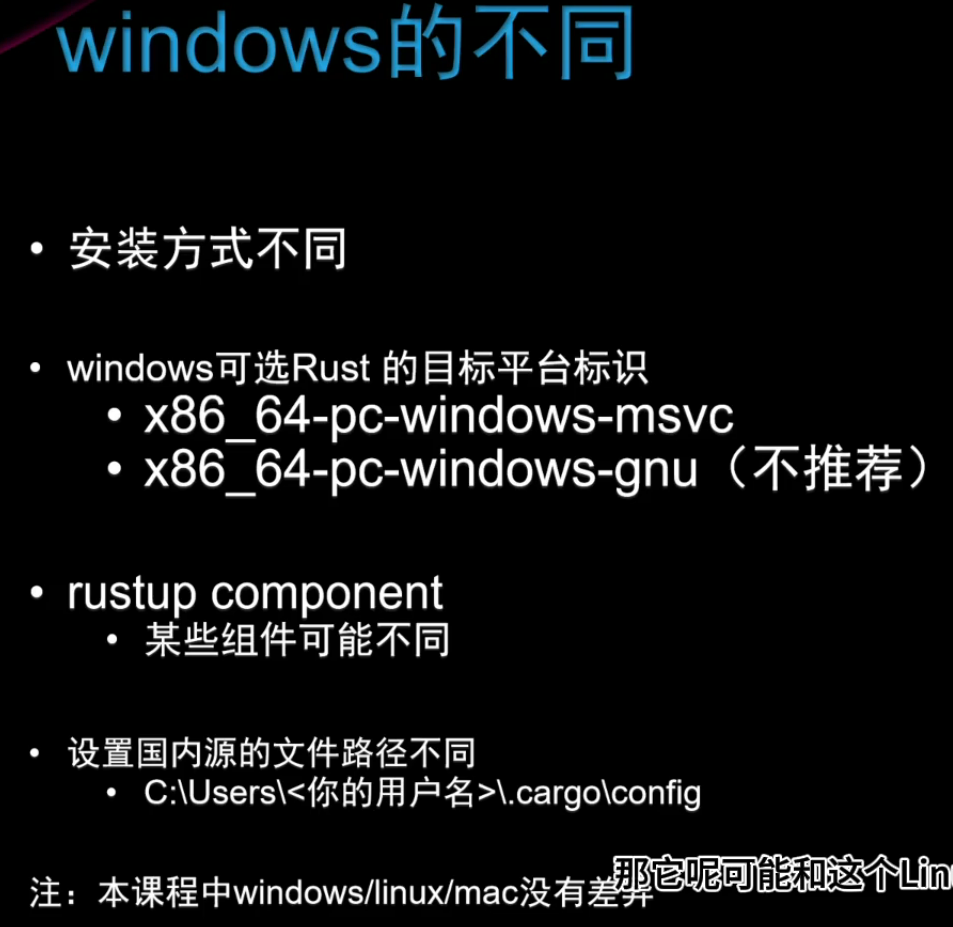 windows的不同
• 安装方式不同
• windows可选Rust 的目标平台标识
• x86_64-pc-windows-msvc
• x86_64-pc-windows-gnu（不推荐）
• rustup component
• 某些组件可能不同
• 设置国内源的文件路径不同
• C:\Users\<你的用户名>\.cargo\config
注：本课程中windows/linux/mac没有差异
那它呢可能和这个Linu